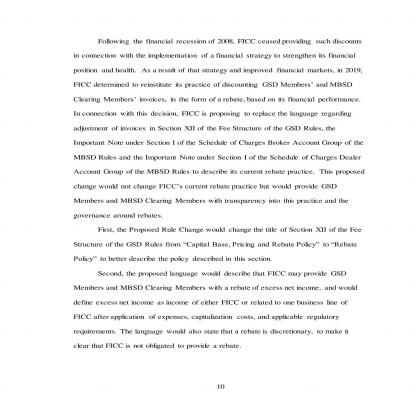 Following the financial recession of 2008, FICC ceased providing such discounts
in connection with the implementation of a financial strategy to strengthen its financial
position and health. As a result of that strategy and improved financial markets, in 2019,
FICC determined to reinstitute its practice of discounting GSD Members' and MBSD
Clearing Members' invoices, in the form of a rebate, based on its financial performance.
In connection with this decision, FICC is proposing to replace the language regarding
adjustment of invoices in Section XII of the Fee Structure of the GSD Rules, the
Important Note under Section I of the Schedule of Charges Broker Account Group of the
MBSD Rules and the Important Note under Section I of the Schedule of Charges Dealer
Account Group of the MBSD Rules to describe its current rebate practice. This proposed
change would not change FICC's current rebate practice but would provide GSD
Members and MBSD Clearing Members with transparency into this practice and the
governance around rebates.
First, the Proposed Rule Change would change the title of Section XII of the Fee
Structure of the GSD Rules from "Capital Base, Pricing and Rebate Policy" to "Rebate
Policy" to better describe the policy described in this section.
Second, the proposed language would describe that FICC may provide GSD
Members and MBSD Clearing Members with a rebate of excess net income, and would
define excess net income as income of either FICC or related to one business line of
FICC after application of expenses, capitalization costs, and applicable regulatory
requirements. The language would also state that a rebate is discretionary, to make it
clear that FICC is not obligated to provide a rebate.
10